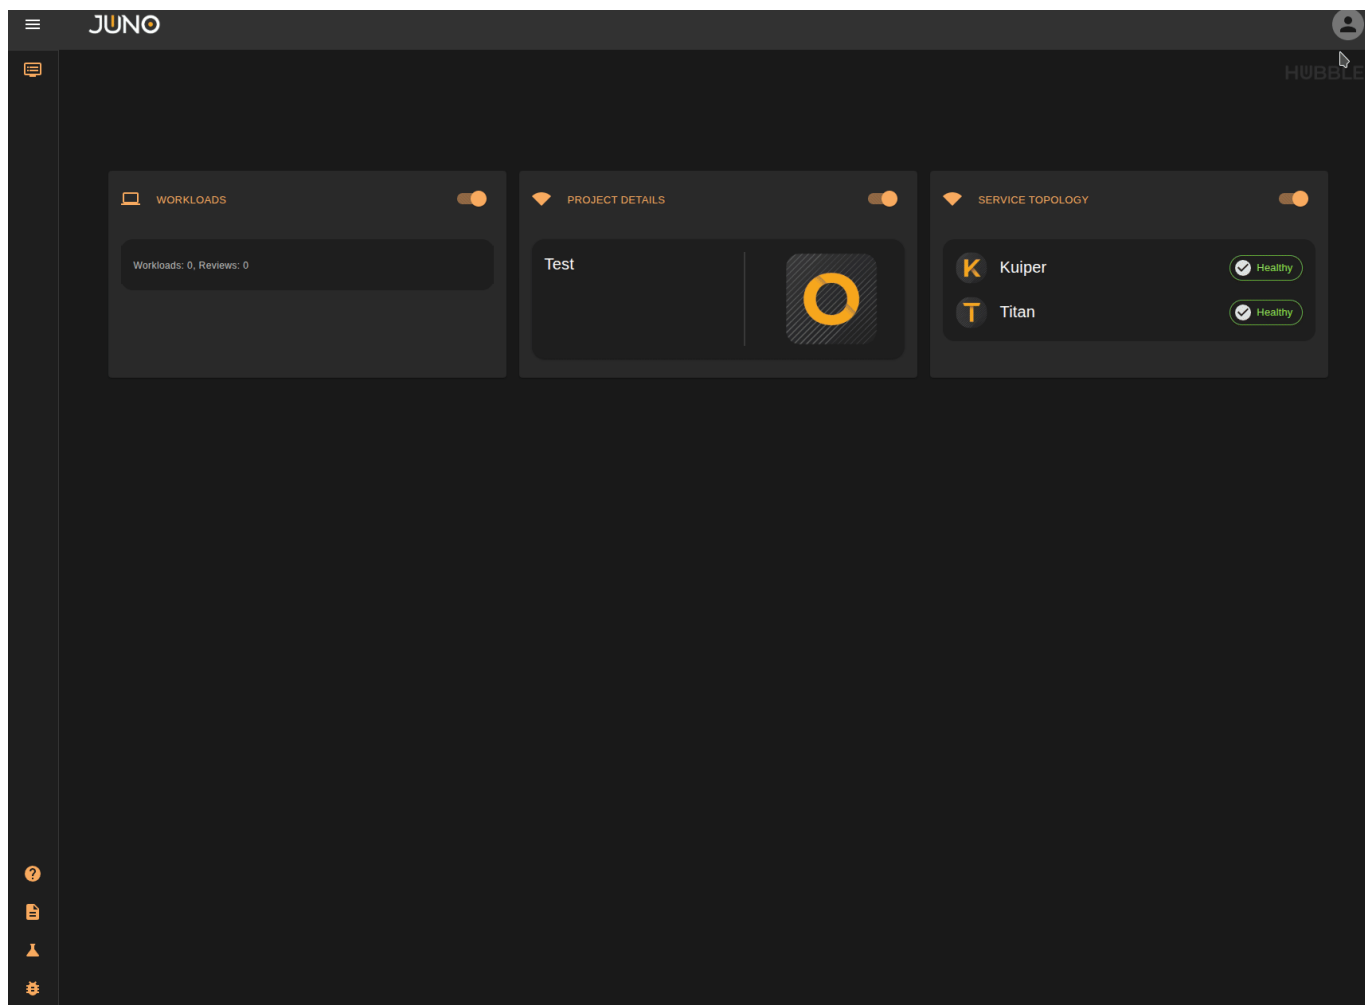 JUNO
HUBBLE
WORKLOADS
Workloads: 0, Reviews: 0
PROJECT DETAILS
Test
SERVICE TOPOLOGY
K Kuiper Healthy
T Titan Healthy